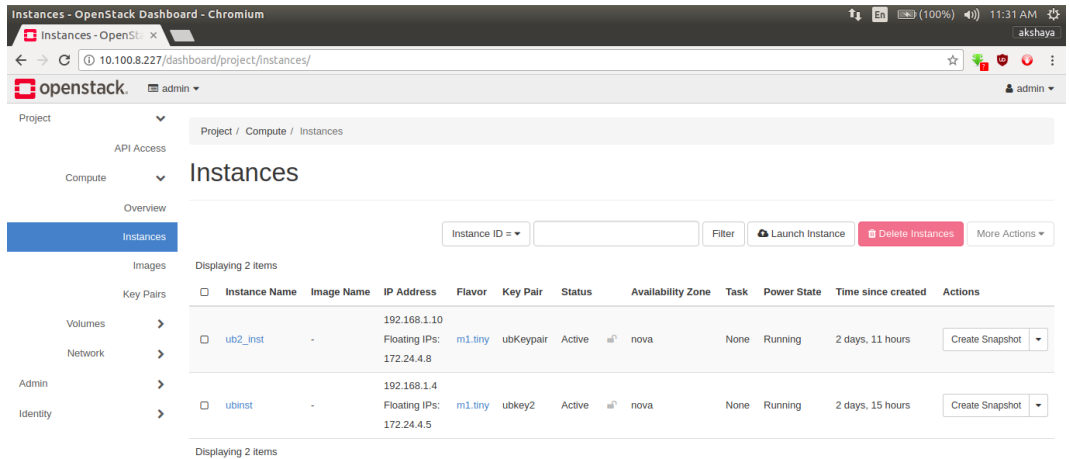 Instances - OpenStack Dashboard - Chromium
En (100%) 11:31 AM
Instances - OpenSt
akshaya
10.100.8.227/dashboard/project/instances/
openstack. admin admin
Project
API Access
Compute
Overview
Instances
Images
Key Pairs
Volumes
Network
Admin
Identity
Project / Compute / Instances
Instances
Instance ID = Filter Launch Instance Delete Instances More Actions
Displaying 2 items
Instance Name Image Name IP Address Flavor Key Pair Status Availability Zone Task Power State Time since created Actions
192.168.1.10
ub2_inst - Floating IPs: m1.tiny ubKeypair Active nova None Running 2 days, 11 hours Create Snapshot
172.24.4.8
192.168.1.4
ubinst - Floating IPs: m1.tiny ubkey2 Active nova None Running 2 days, 15 hours Create Snapshot
172.24.4.5
Displaying 2 items